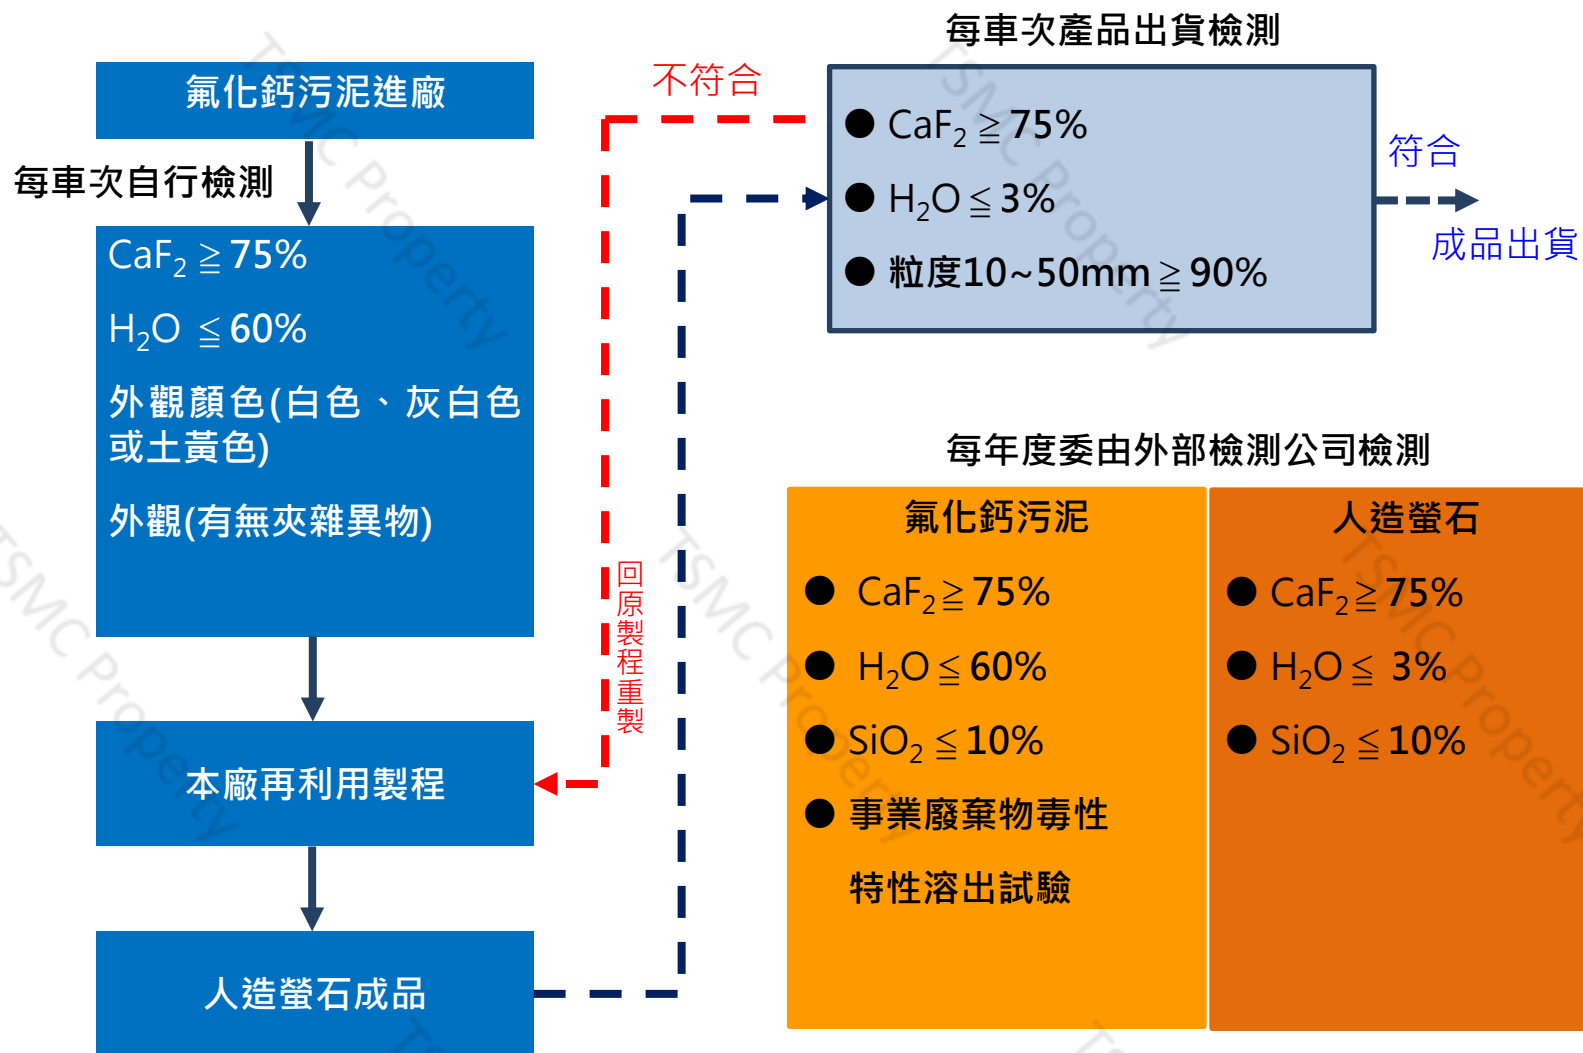 氟化鈣污泥進廠
每車次自行檢測
CaF₂ ≧ 75%
H₂O ≦ 60%
外觀顏色(白色、灰白色
或土黃色)
外觀(有無夾雜異物)
本廠再利用製程
人造螢石成品
不符合
回原製程重製
每車次產品出貨檢測
● CaF₂ ≧ 75%
● H₂O ≦ 3%
● 粒度10~50mm ≧ 90%
符合
成品出貨
每年度委由外部檢測公司檢測
氟化鈣污泥
● CaF₂ ≧ 75%
● H₂O ≦ 60%
● SiO₂ ≦ 10%
● 事業廢棄物毒性
特性溶出試驗
人造螢石
● CaF₂ ≧ 75%
● H₂O ≦ 3%
● SiO₂ ≦ 10%
TSMC Property
TSMC Property
TSMC Property
TSMC Property
TSMC Property